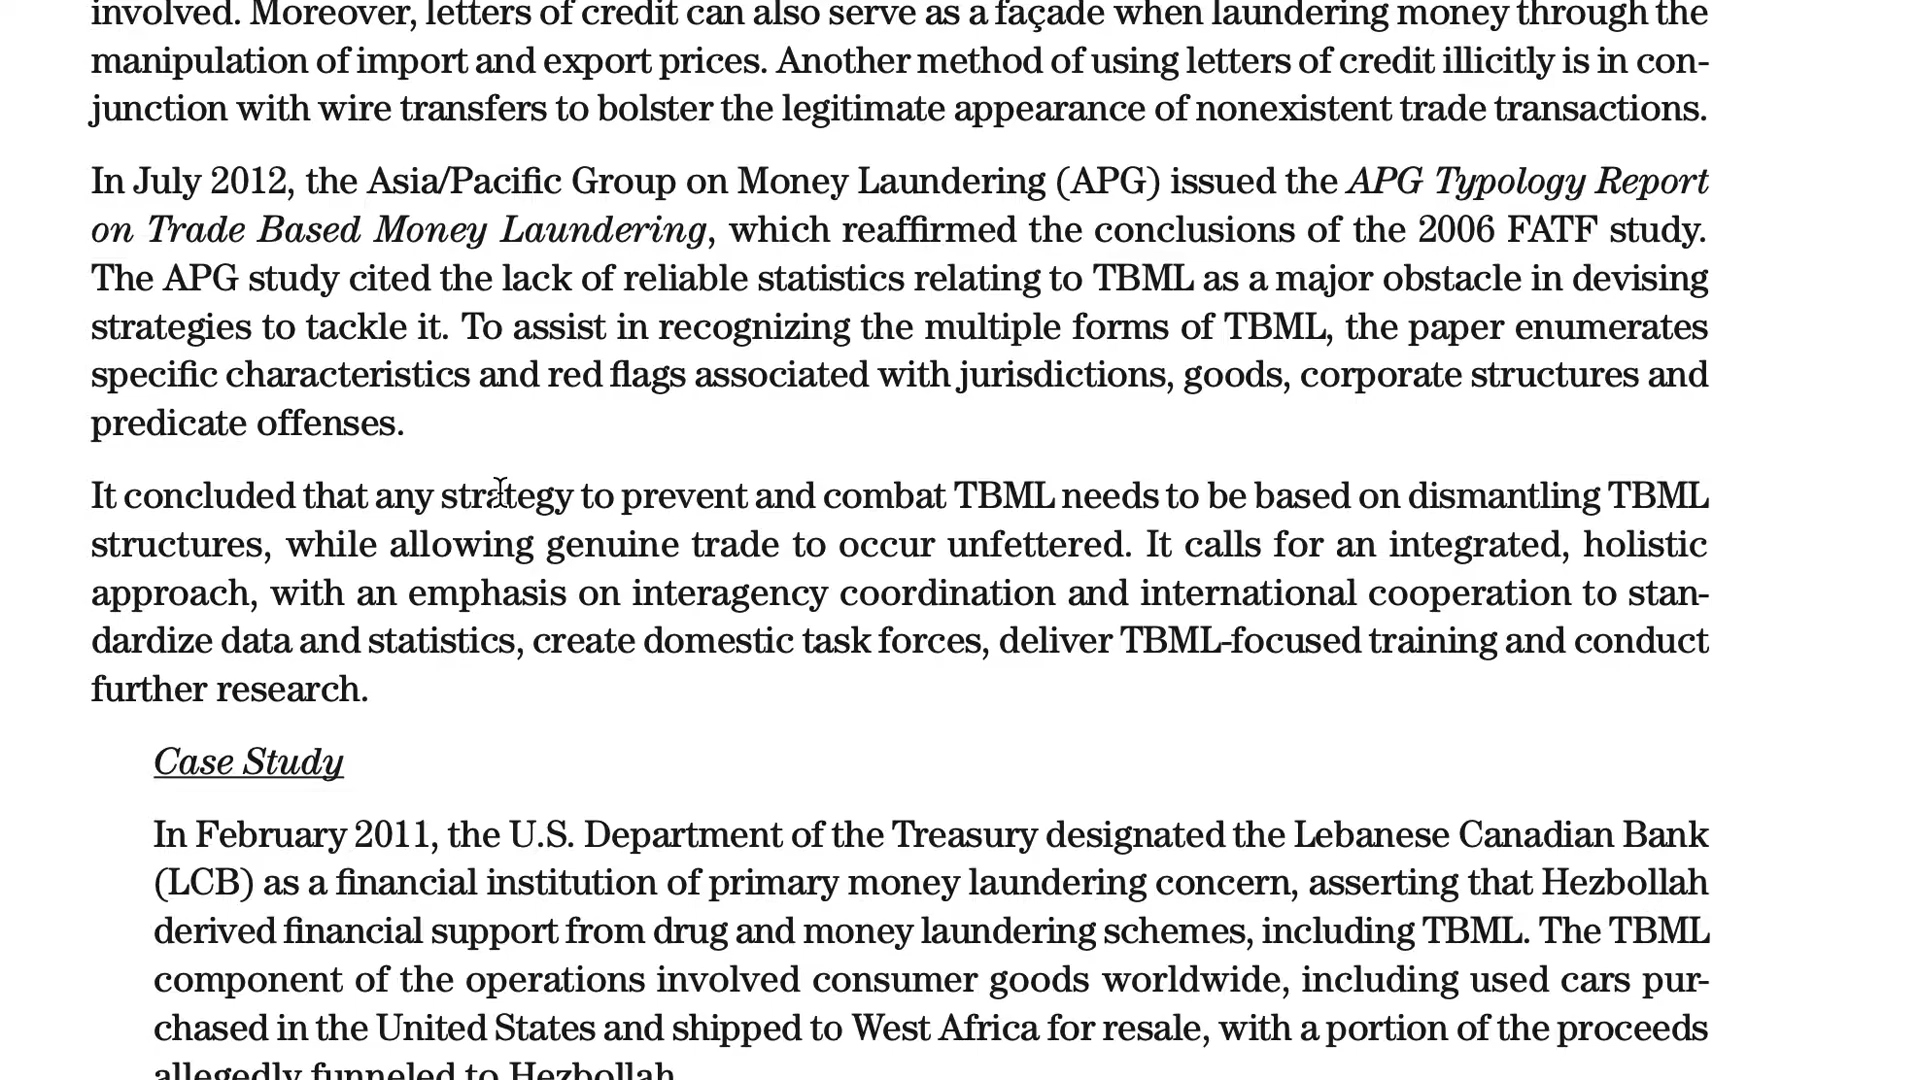 involved. Moreover, letters of credit can also serve as a façade when laundering money through the
manipulation of import and export prices. Another method of using letters of credit illicitly is in con-
junction with wire transfers to bolster the legitimate appearance of nonexistent trade transactions.
In July 2012, the Asia/Pacific Group on Money Laundering (APG) issued the APG Typology Report
on Trade Based Money Laundering, which reaffirmed the conclusions of the 2006 FATF study.
The APG study cited the lack of reliable statistics relating to TBML as a major obstacle in devising
strategies to tackle it. To assist in recognizing the multiple forms of TBML, the paper enumerates
specific characteristics and red flags associated with jurisdictions, goods, corporate structures and
predicate offenses.
It concluded that any strategy to prevent and combat TBML needs to be based on dismantling TBML
structures, while allowing genuine trade to occur unfettered. It calls for an integrated, holistic
approach, with an emphasis on interagency coordination and international cooperation to stan-
dardize data and statistics, create domestic task forces, deliver TBML-focused training and conduct
further research.
Case Study
In February 2011, the U.S. Department of the Treasury designated the Lebanese Canadian Bank
(LCB) as a financial institution of primary money laundering concern, asserting that Hezbollah
derived financial support from drug and money laundering schemes, including TBML. The TBML
component of the operations involved consumer goods worldwide, including used cars pur-
chased in the United States and shipped to West Africa for resale, with a portion of the proceeds
allegedly funneled to Hezbollah.